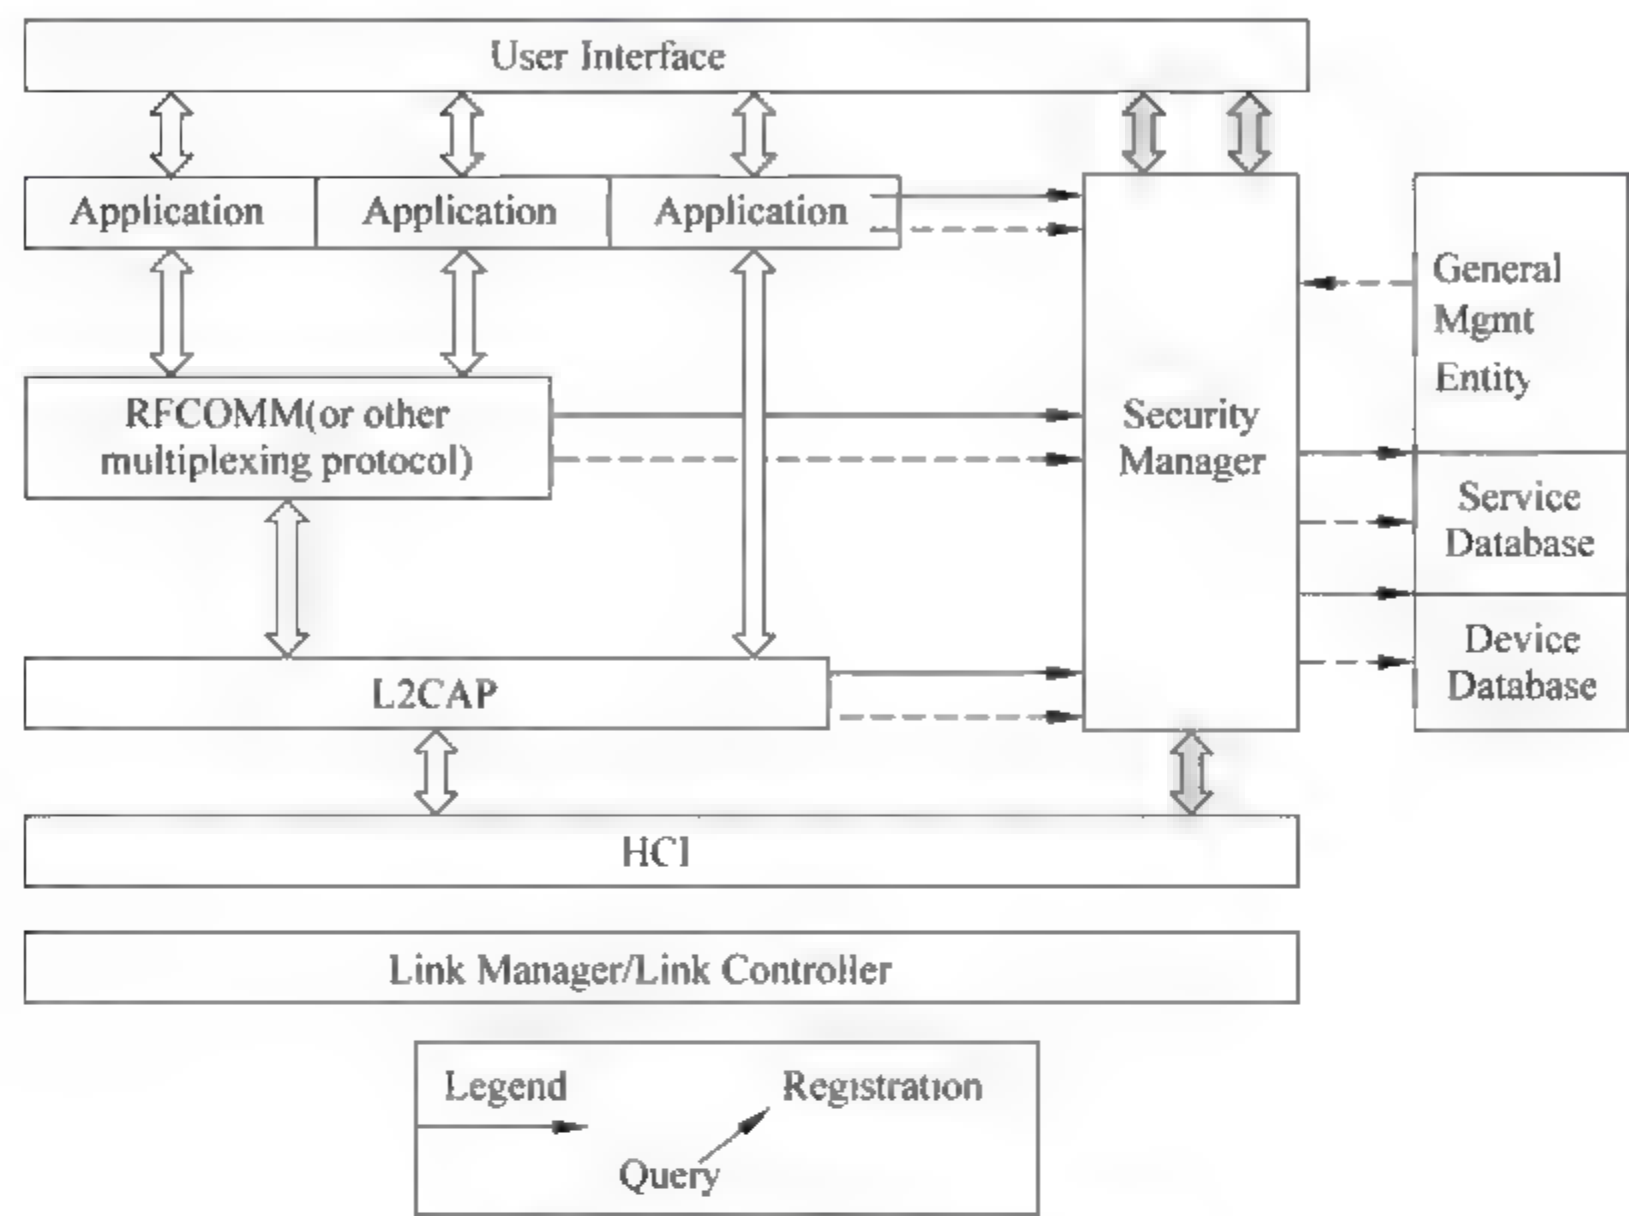 User Interface
Application
Application
Application
General
Mgmt
Entity
RFCOMM(or other
multiplexing protocol)
Security
Manager
Service
Database
Device
Database
L2CAP
HCI
Link Manager/Link Controller
Legend
Registration
Query